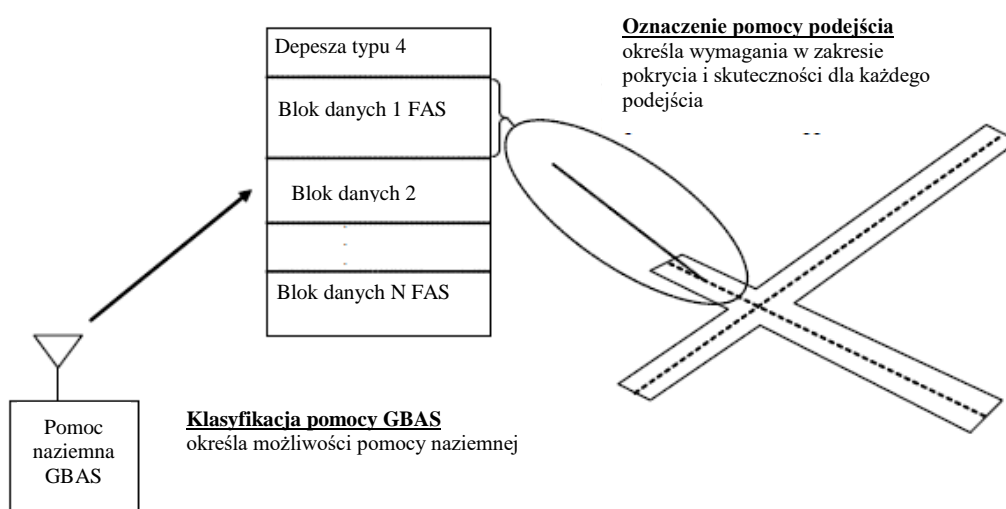 Depesza typu 4
Blok danych 1 FAS
Blok danych 2
Blok danych N FAS
Oznaczenie pomocy podejścia
określa wymagania w zakresie
pokrycia i skuteczności dla każdego
podejścia
Pomoc
naziemna
GBAS
Klasyfikacja pomocy GBAS
określa możliwości pomocy naziemnej